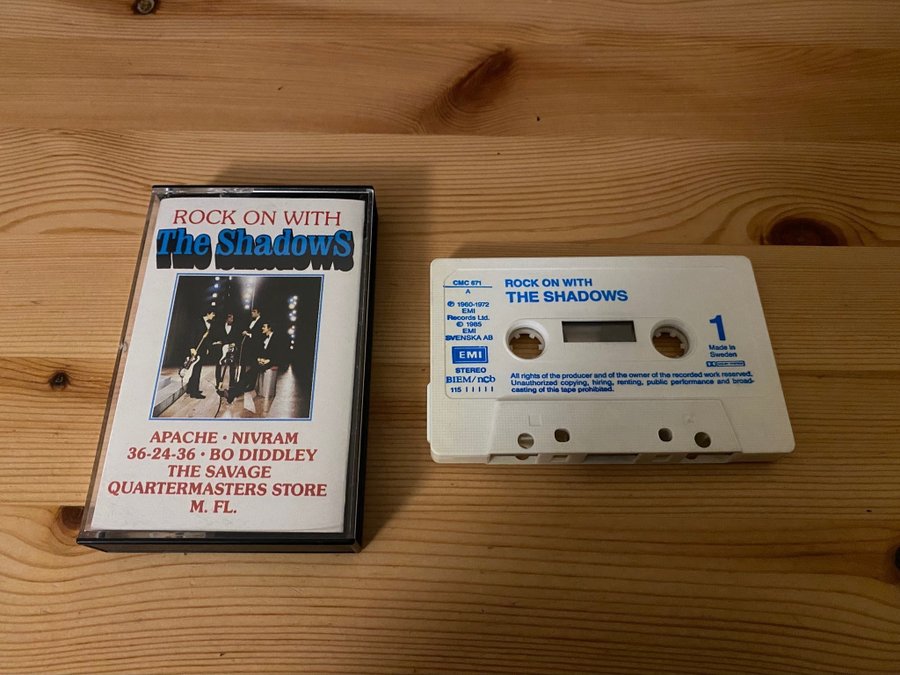 ROCK ON WITH
The ShadowS
APACHE · NIVRAM
36-24-36 · BO DIDDLEY
THE SAVAGE
QUARTERMASTERS STORE
M. FL.
CMC 671
A
℗ 1960-1972
EMI
Records Ltd.
© 1985
EMI
SVENSKA AB
EMI
STEREO
BIEM/ncb
115
ROCK ON WITH
THE SHADOWS
1
Made in
Sweden
All rights of the producer and of the owner of the recorded work reserved.
Unauthorized copying, hiring, renting, public performance and broad-
casting of this tape prohibited.